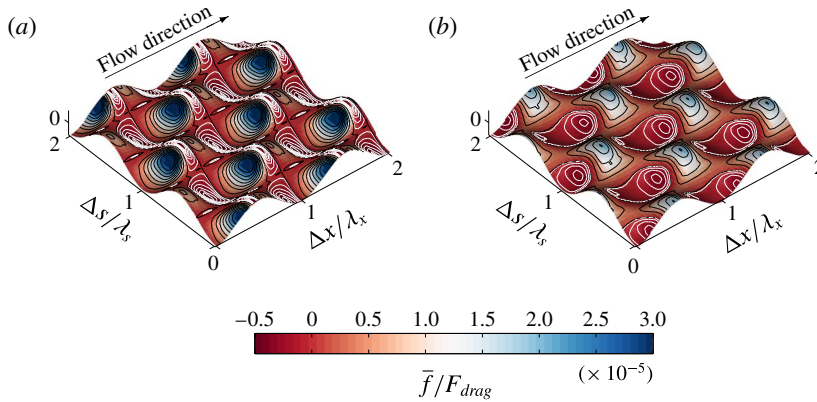 (a)
Flow direction
0
2
Δs/λs
1
0
1
Δx/λx
2
(b)
Flow direction
0
2
Δs/λs
1
0
1
Δx/λx
2
−0.5 0 0.5 1.0 1.5 2.0 2.5 3.0
f̄/Fdrag
(× 10⁻⁵)